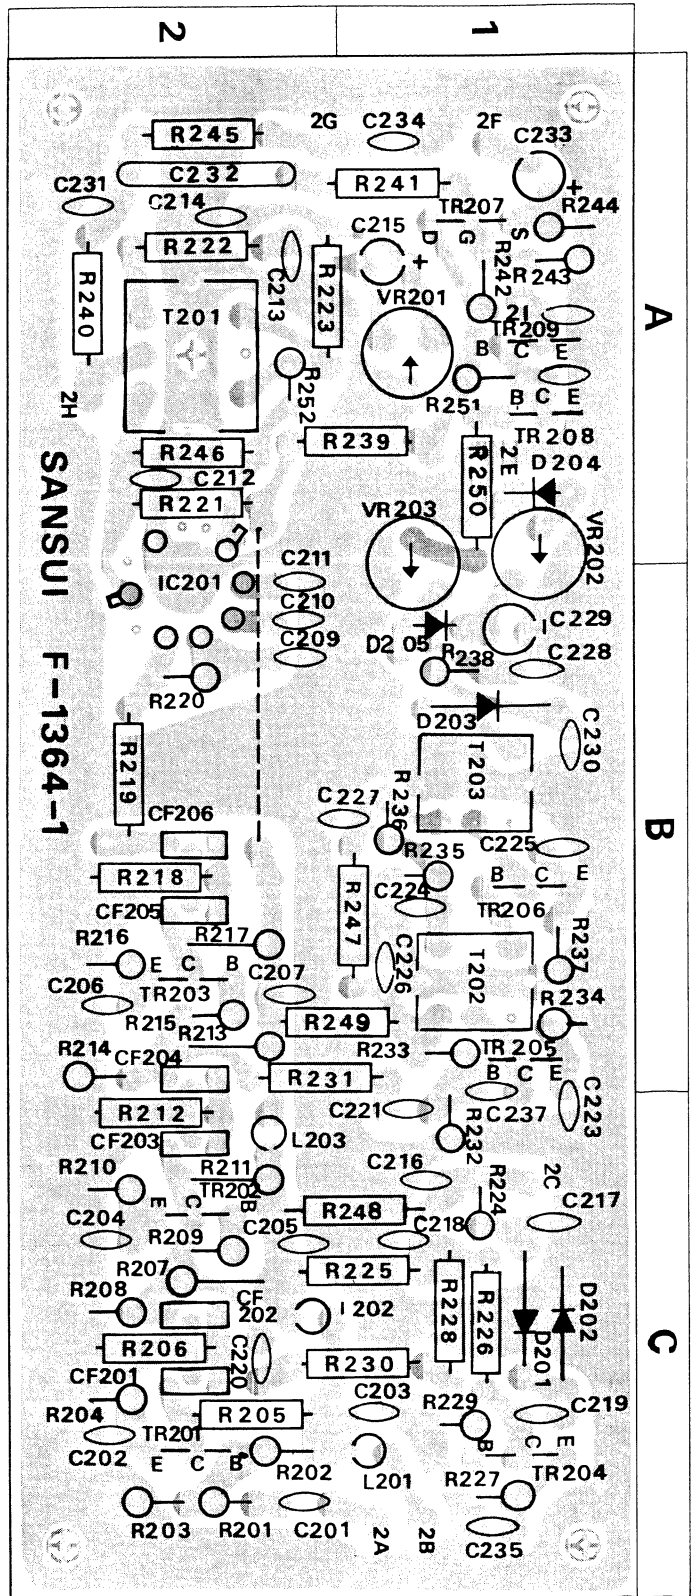 2
1
R245
2G
C234
2F
C233
C232
C231
R241
C214
TR207
S
R244
R222
C215
D
G
R242
R243
R240
C213
R223
VR201
2I
T201
TR209
A
B
C
E
R252
R251
B
C
E
2H
R239
TR208
R246
R250
2E
D204
C212
R221
VR203
VR202
SANSUI F-1364-1
IC201
C211
C210
C229
C209
D205
R238
C228
R220
D203
C230
R219
T203
C227
R236
CF206
R235
C225
B
R218
C224
B
C
E
CF205
R247
TR206
R217
R216
R237
E
C
B
C226
T202
C206
TR203
C207
R234
R215
R213
R249
R214
CF204
R233
TR205
R231
B
C
E
R212
C221
C237
C223
CF203
L203
R232
R210
R211
C216
2C
TR202
R224
E
C
B
R248
C217
C204
R209
C205
C218
R207
R225
R208
CF
202
R228
R226
D202
L202
R206
C220
D201
C
CF201
R230
R204
C203
C219
R205
R229
TR201
C202
B
C
E
E
C
B
R202
L201
TR204
R227
R203
R201
C201
2A
2B
C235